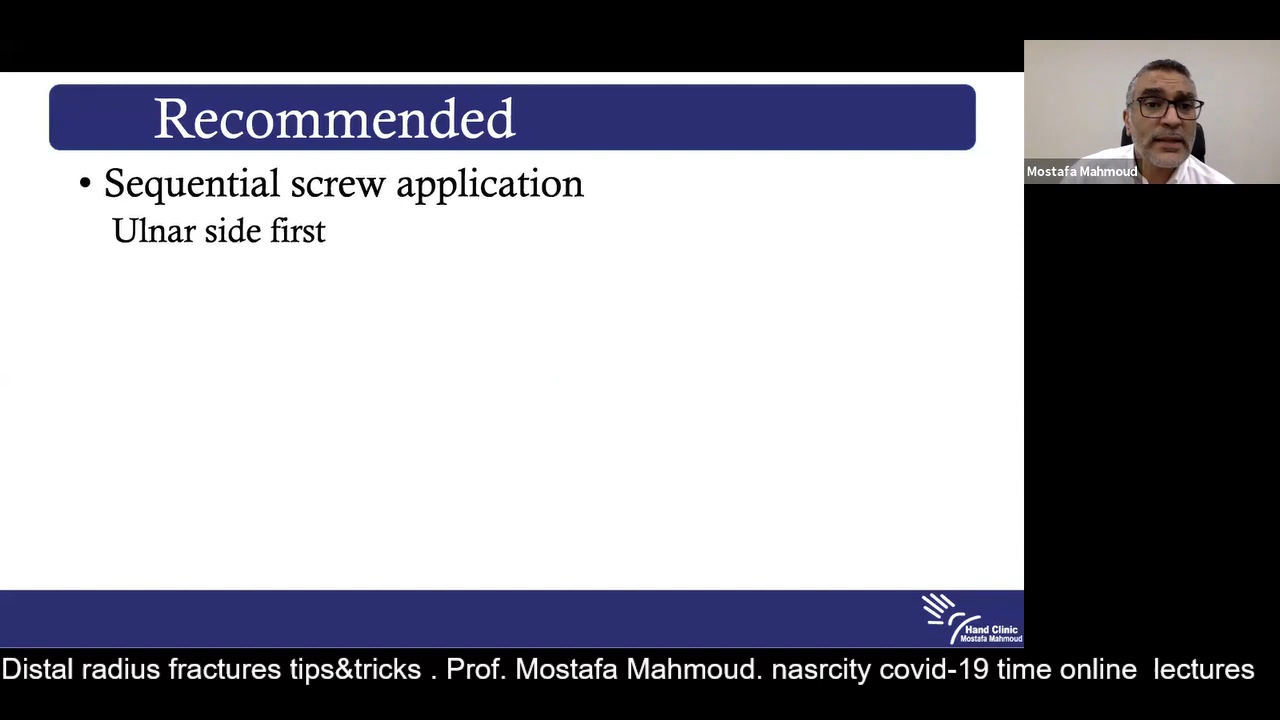 Recommended
• Sequential screw application
Ulnar side first
Mostafa Mahmoud
Hand Clinic
Mostafa Mahmoud
Distal radius fractures tips&tricks . Prof. Mostafa Mahmoud. nasrcity covid-19 time online lectures